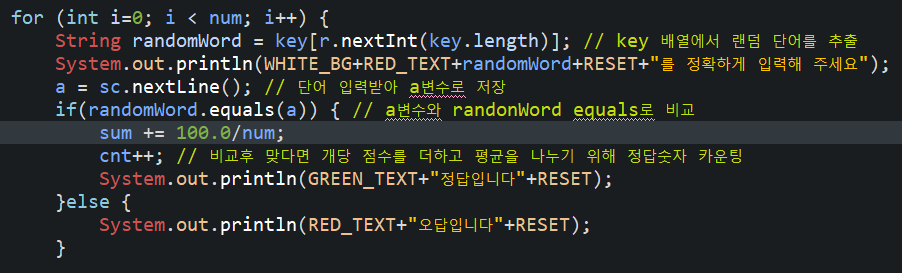 for (int i=0; i < num; i++) {
String randomWord = key[r.nextInt(key.length)]; // key 배열에서 랜덤 단어를 추출
System.out.println(WHITE_BG+RED_TEXT+randomWord+RESET+"를 정확하게 입력해 주세요");
a = sc.nextLine(); // 단어 입력받아 a변수로 저장
if(randomWord.equals(a)) { // a변수와 randonWord equals로 비교
sum += 100.0/num;
cnt++; // 비교후 맞다면 개당 점수를 더하고 평균을 나누기 위해 정답숫자 카운팅
System.out.println(GREEN_TEXT+"정답입니다"+RESET);
}else {
System.out.println(RED_TEXT+"오답입니다"+RESET);
}